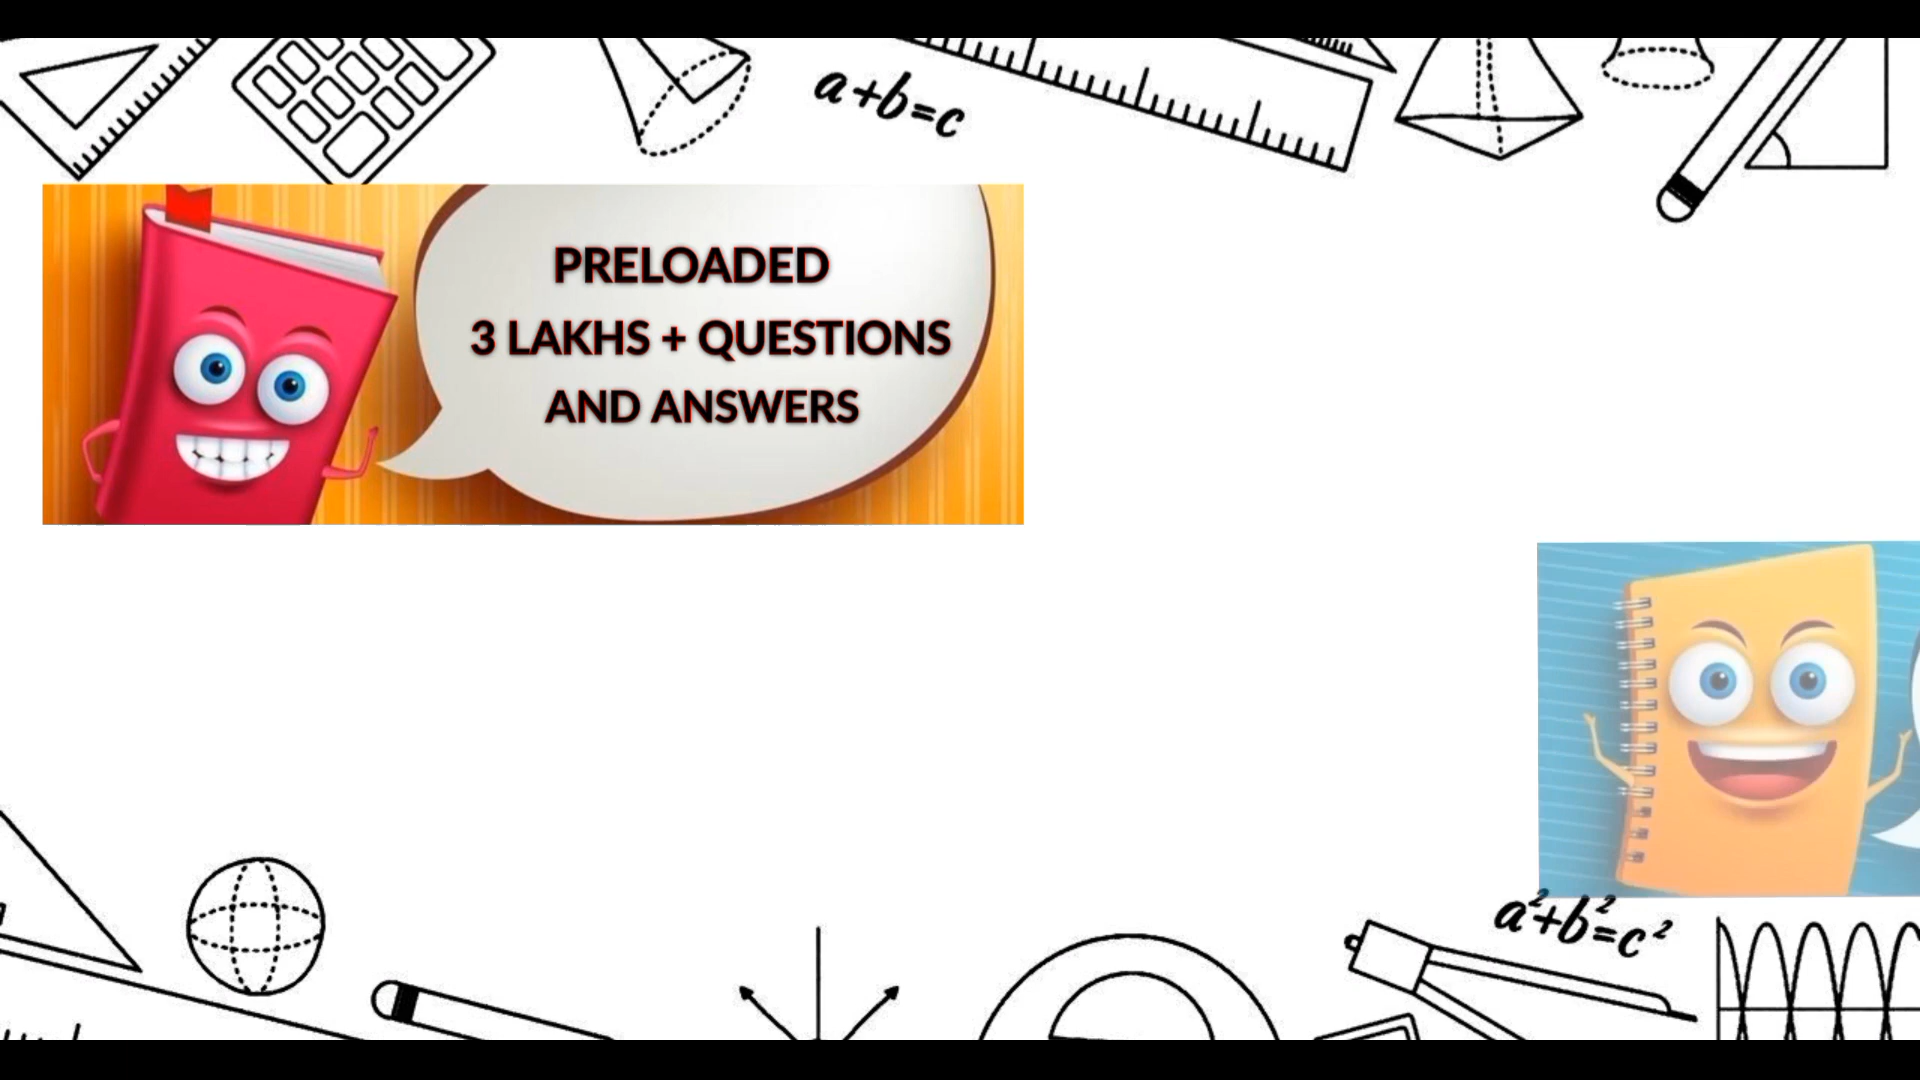 a+b=c
PRELOADED
3 LAKHS + QUESTIONS
AND ANSWERS
a²+b²=c²